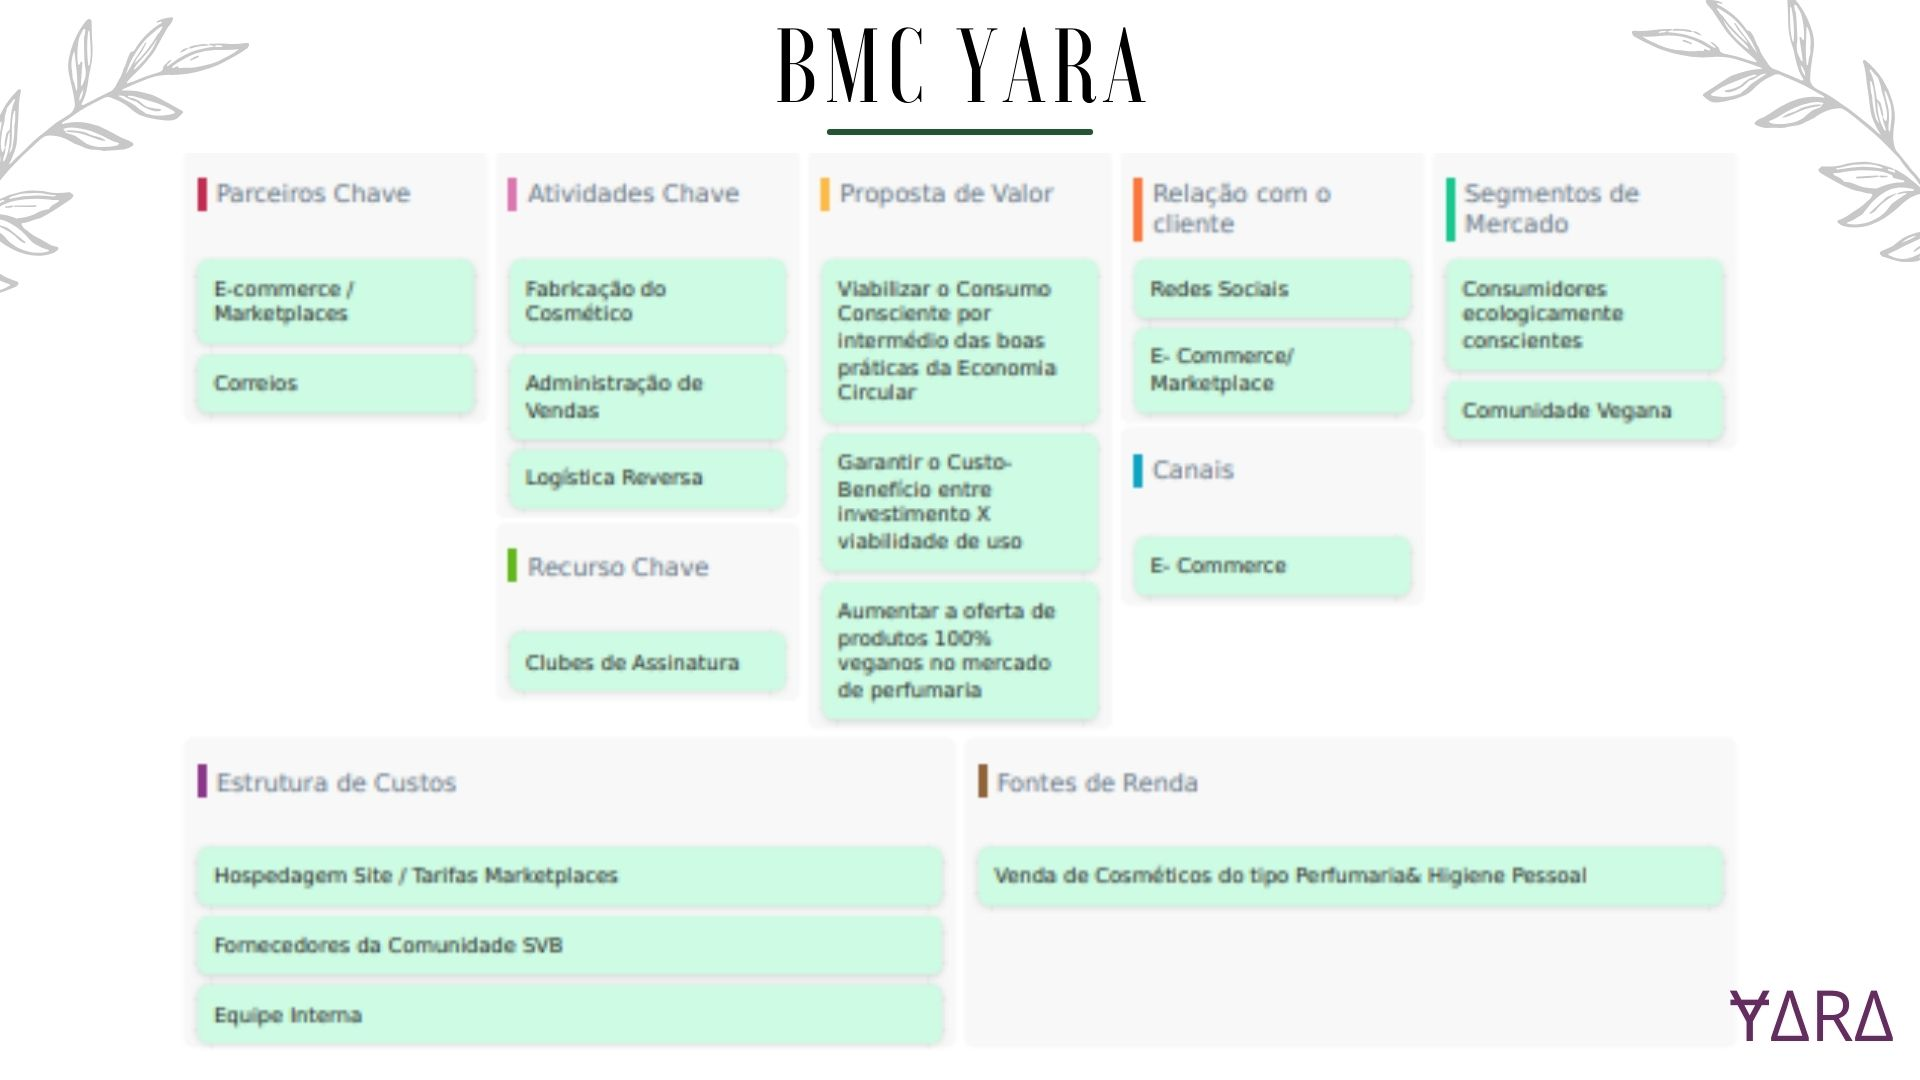 BMC YARA
Parceiros Chave
E-commerce /
Marketplaces
Correios
Atividades Chave
Fabricação do
Cosmético
Administração de
Vendas
Logística Reversa
Recurso Chave
Clubes de Assinatura
Proposta de Valor
Viabilizar o Consumo
Consciente por
intermédio das boas
práticas da Economia
Circular
Garantir o Custo-
Benefício entre
investimento X
viabilidade de uso
Aumentar a oferta de
produtos 100%
veganos no mercado
de perfumaria
Relação com o
cliente
Redes Sociais
E- Commerce/
Marketplace
Canais
E- Commerce
Segmentos de
Mercado
Consumidores
ecologicamente
conscientes
Comunidade Vegana
Estrutura de Custos
Hospedagem Site / Tarifas Marketplaces
Fornecedores da Comunidade SVB
Equipe Interna
Fontes de Renda
Venda de Cosméticos do tipo Perfumaria& Higiene Pessoal
YARA